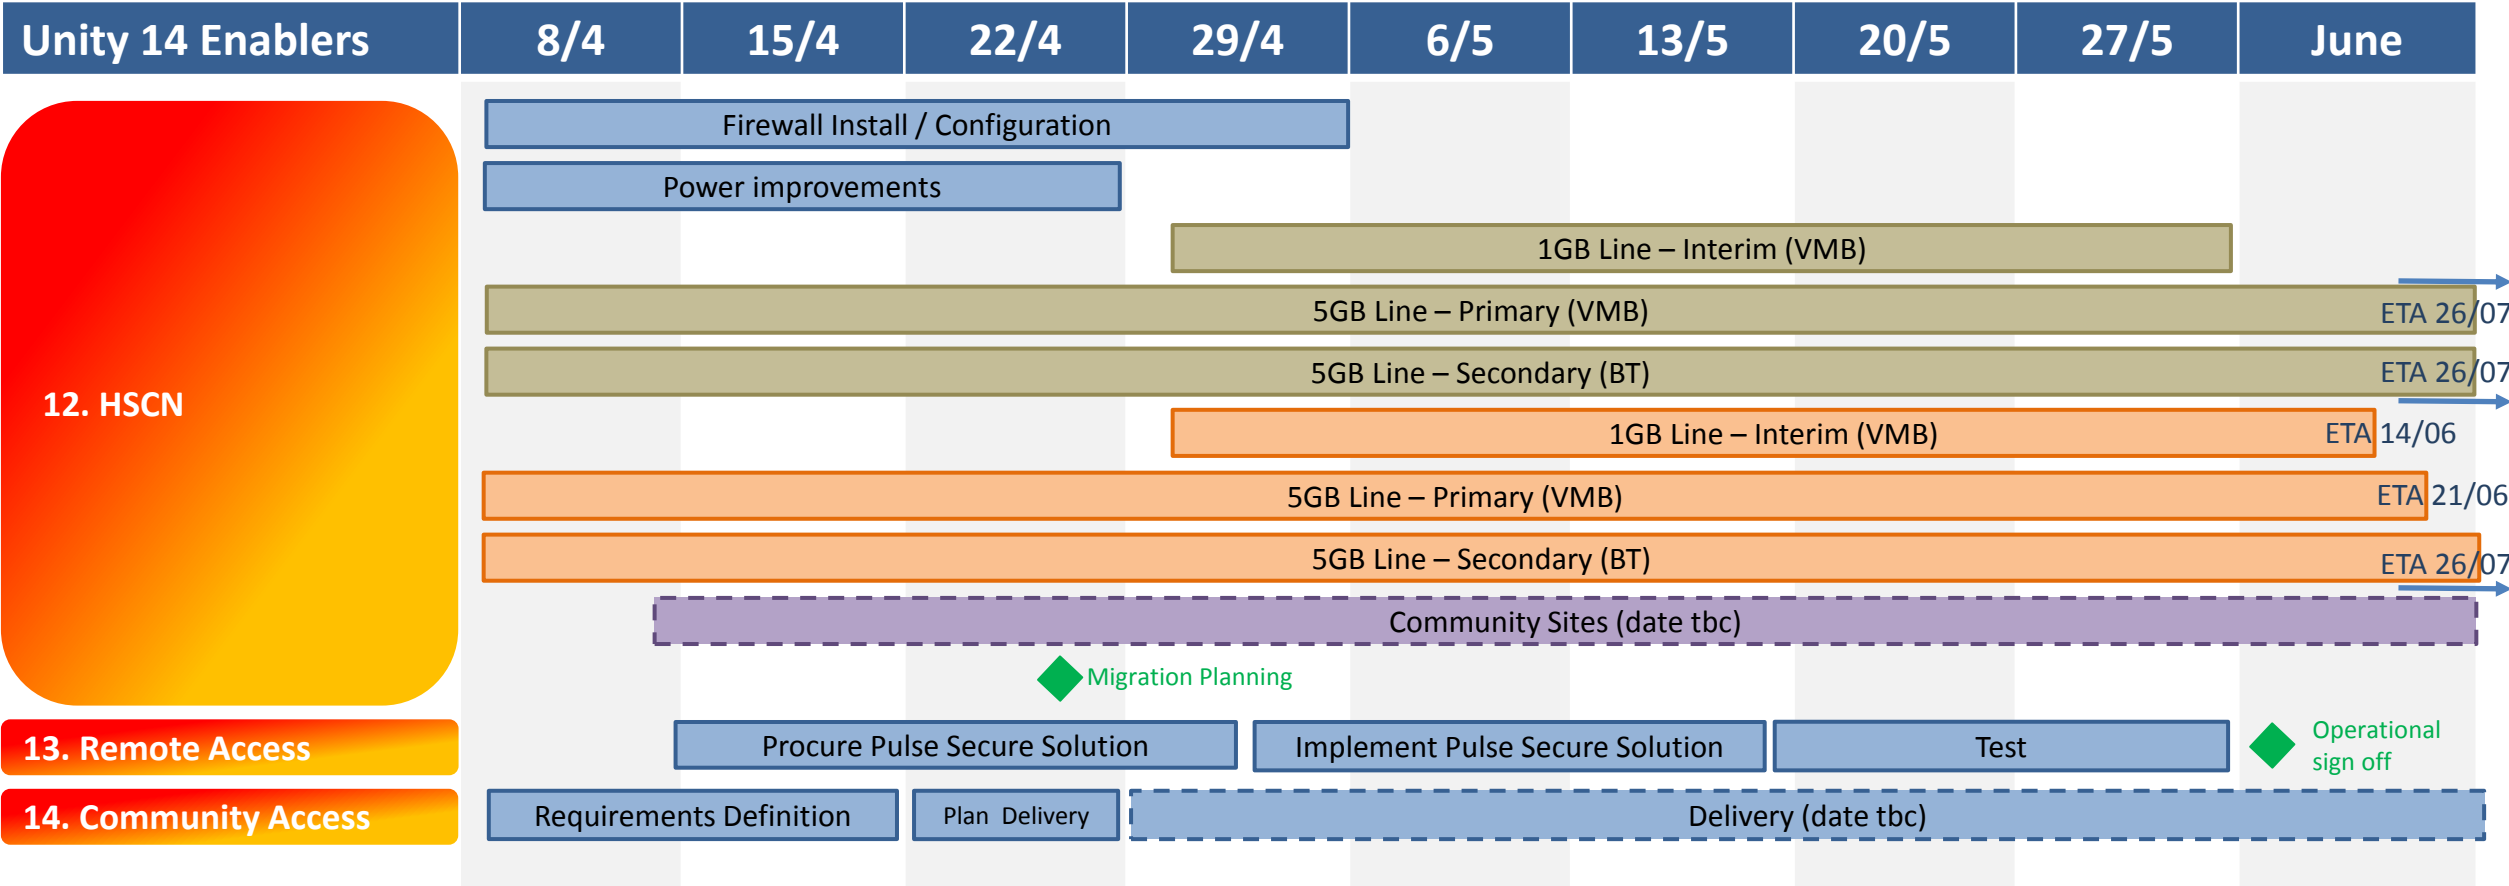 Unity 14 Enablers 8/4 15/4 22/4 29/4 6/5 13/5 20/5 27/5 June
12. HSCN
Firewall Install / Configuration
Power improvements
1GB Line – Interim (VMB)
5GB Line – Primary (VMB) ETA 26/07
5GB Line – Secondary (BT) ETA 26/07
1GB Line – Interim (VMB) ETA 14/06
5GB Line – Primary (VMB) ETA 21/06
5GB Line – Secondary (BT) ETA 26/07
Community Sites (date tbc)
Migration Planning
13. Remote Access Procure Pulse Secure Solution Implement Pulse Secure Solution Test
Operational
sign off
14. Community Access Requirements Definition Plan Delivery Delivery (date tbc)